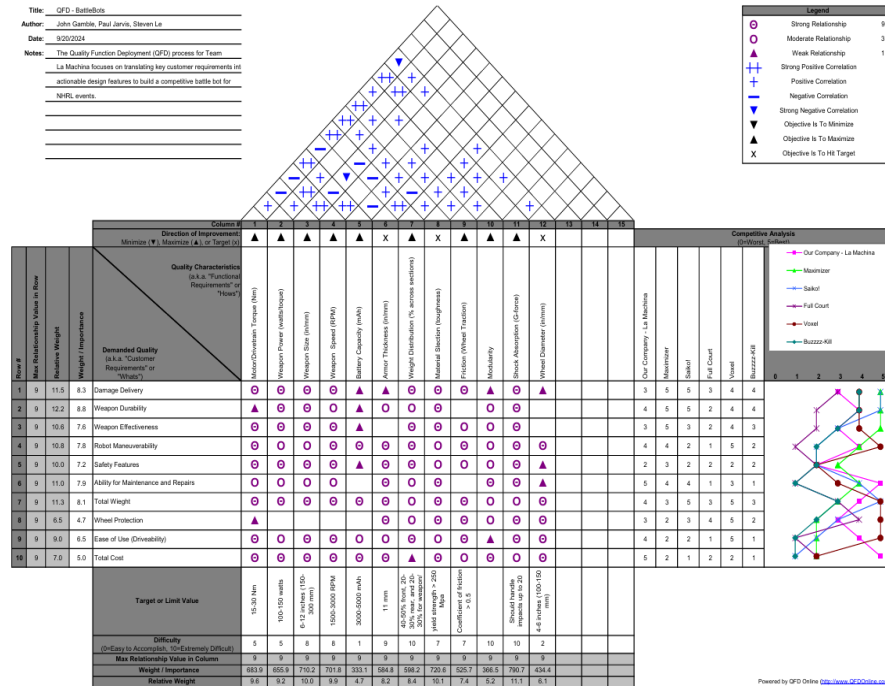 Title: QFD - BattleBots
Author: John Gamble, Paul Jarvis, Steven Le
Date: 9/20/2024
Notes: The Quality Function Deployment (QFD) process for Team
La Machina focuses on translating key customer requirements int
actionable design features to build a competitive battle bot for
NHRL events.
Legend
Strong Relationship 9
Moderate Relationship 3
Weak Relationship 1
Strong Positive Correlation
Positive Correlation
Negative Correlation
Strong Negative Correlation
Objective Is To Minimize
Objective Is To Maximize
X Objective Is To Hit Target
Column # 1 2 3 4 5 6 7 8 9 10 11 12 13 14 15
Direction of Improvement:
Minimize (▼), Maximize (▲), or Target (x)
▲ ▲ ▲ ▲ ▲ X ▲ X ▲ ▲ ▲ X
Competitive Analysis
(0=Worst, 5=Best)
Row #
Max Relationship Value in Row
Relative Weight
Weight / Importance
Quality Characteristics
(a.k.a. "Functional
Requirements" or
"Hows")
Demanded Quality
(a.k.a. "Customer
Requirements" or
"Whats")
Motor/Drivetrain Torque (Nm)
Weapon Power (watts/toque)
Weapon Size (in/mm)
Weapon Speed (RPM)
Battery Capacity (mAh)
Armor Thickness (in/mm)
Weight Distribution (% across sections)
Material Slection (toughness)
Friction (Wheel Traction)
Modularity
Shock Absorption (G-force)
Wheel Diameter (in/mm)
Our Company - La Machina
Maximizer
Saiko!
Full Court
Voxel
Buzzzz-Kill
Our Company - La Machina
Maximizer
Saiko!
Full Court
Voxel
Buzzzz-Kill
0 1 2 3 4 5
1 9 11.5 8.3 Damage Delivery 3 5 5 3 4 4
2 9 12.2 8.8 Weapon Durability 4 5 5 2 4 4
3 9 10.6 7.6 Weapon Effectiveness 3 5 3 2 4 3
4 9 10.8 7.8 Robot Maneuverability 4 4 2 1 5 2
5 9 10.0 7.2 Safety Features 2 3 2 2 2 2
6 9 11.0 7.9 Ability for Maintenance and Repairs 5 4 4 1 3 1
7 9 11.3 8.1 Total Wieght 4 3 5 3 5 3
8 9 6.5 4.7 Wheel Protection 3 2 3 4 5 2
9 9 9.0 6.5 Ease of Use (Driveability) 4 2 2 1 5 1
10 9 7.0 5.0 Total Cost 5 2 1 2 2 1
Target or Limit Value
15-30 Nm
100-150 watts
6-12 inches (150-
300 mm)
1500-3000 RPM
3000-5000 mAh
11 mm
40-50% front, 20-
30% rear, and 20-
30% for weapon/
yield strength > 250
Mpa
Coefficient of friction
> 0.5
Should handle
impacts up to 20
4-6 inches (100-150
mm)
Difficulty
(0=Easy to Accomplish, 10=Extremely Difficult)
5 5 8 8 1 9 10 7 7 10 10 2
Max Relationship Value in Column 9 9 9 9 9 9 9 9 9 9 9 9
Weight / Importance 683.9 655.9 710.2 701.8 333.1 584.8 598.2 720.6 525.7 366.5 790.7 434.4
Relative Weight 9.6 9.2 10.0 9.9 4.7 8.2 8.4 10.1 7.4 5.2 11.1 6.1
Powered by QFD Online (http://www.QFDOnline.co